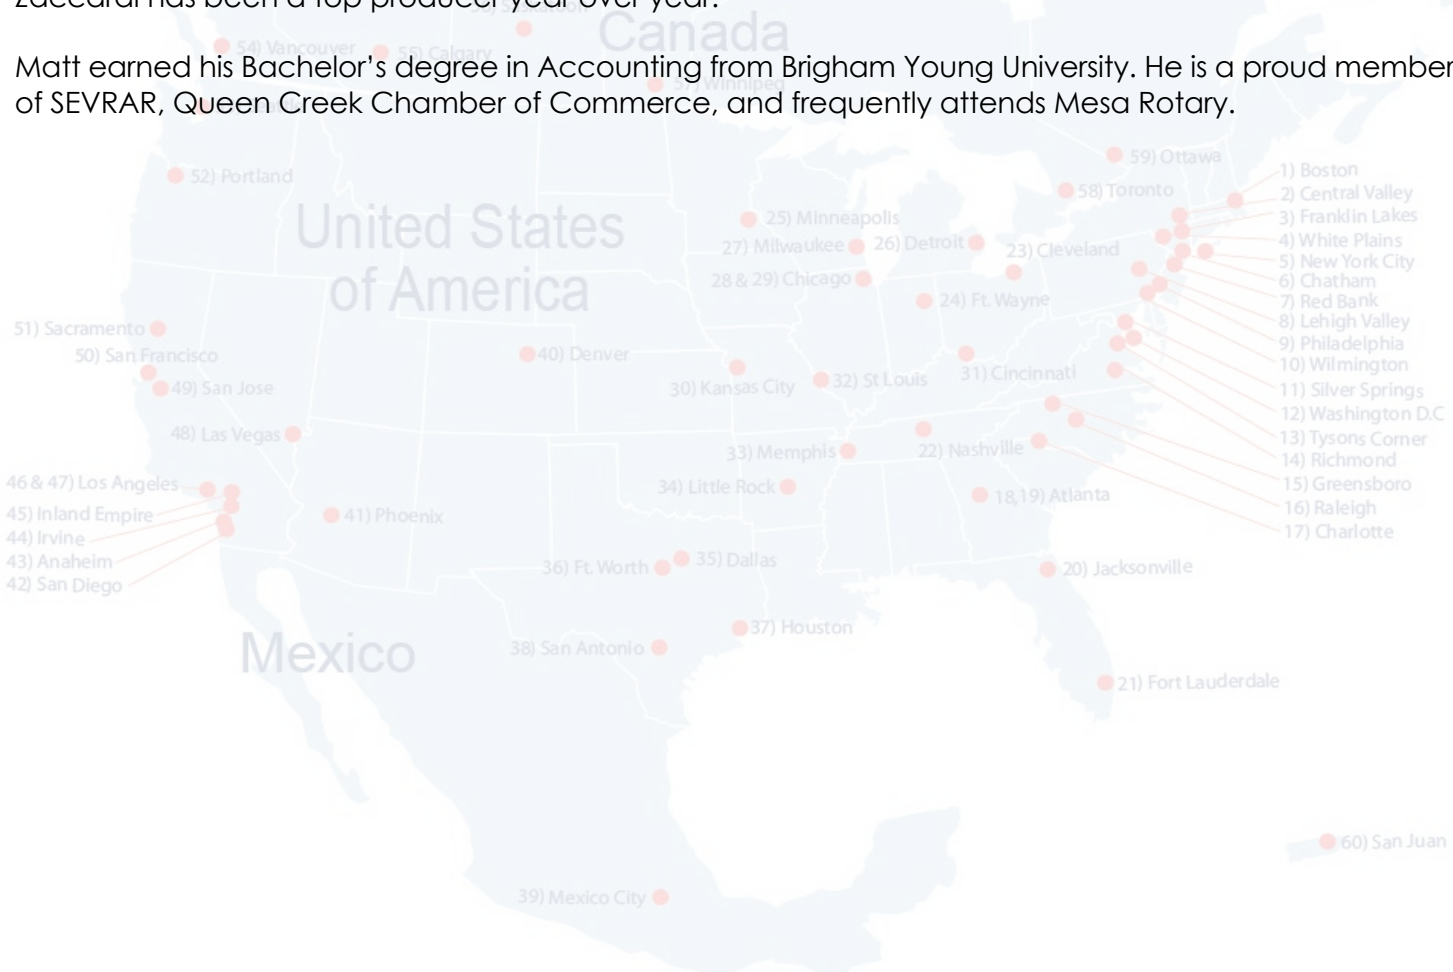 Zaccardi has been a top producer year over year.
Matt earned his Bachelor’s degree in Accounting from Brigham Young University. He is a proud member
of SEVRAR, Queen Creek Chamber of Commerce, and frequently attends Mesa Rotary.
Canada
54) Vancouver
55) Calgary
57) Winnipeg
52) Portland
59) Ottawa
58) Toronto
United States
of America
25) Minneapolis
27) Milwaukee
26) Detroit
23) Cleveland
28 & 29) Chicago
24) Ft. Wayne
1) Boston
2) Central Valley
3) Franklin Lakes
4) White Plains
5) New York City
6) Chatham
7) Red Bank
8) Lehigh Valley
9) Philadelphia
10) Wilmington
11) Silver Springs
12) Washington D.C
13) Tysons Corner
14) Richmond
15) Greensboro
16) Raleigh
17) Charlotte
51) Sacramento
50) San Francisco
49) San Jose
48) Las Vegas
40) Denver
30) Kansas City
32) St Louis
31) Cincinnati
33) Memphis
22) Nashville
34) Little Rock
18,19) Atlanta
46 & 47) Los Angeles
45) Inland Empire
44) Irvine
43) Anaheim
42) San Diego
41) Phoenix
36) Ft. Worth
35) Dallas
20) Jacksonville
37) Houston
38) San Antonio
Mexico
21) Fort Lauderdale
60) San Juan
39) Mexico City